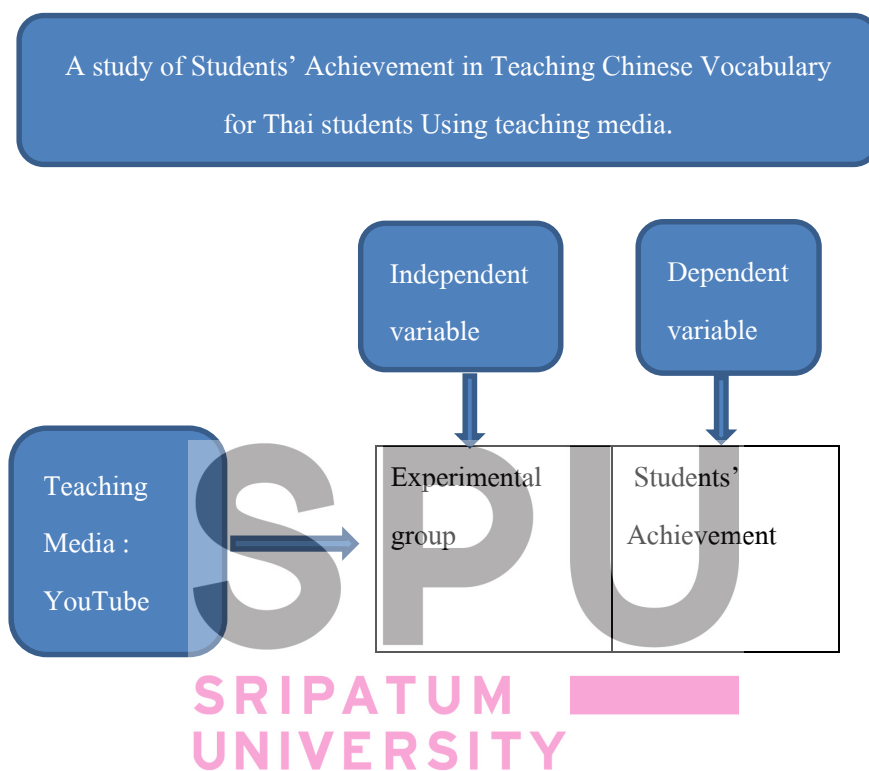 A study of Students’ Achievement in Teaching Chinese Vocabulary
for Thai students Using teaching media.
Independent
variable
Dependent
variable
Teaching
Media :
YouTube
Experimental
group
Students’
Achievement
SPU
SRIPATUM
UNIVERSITY